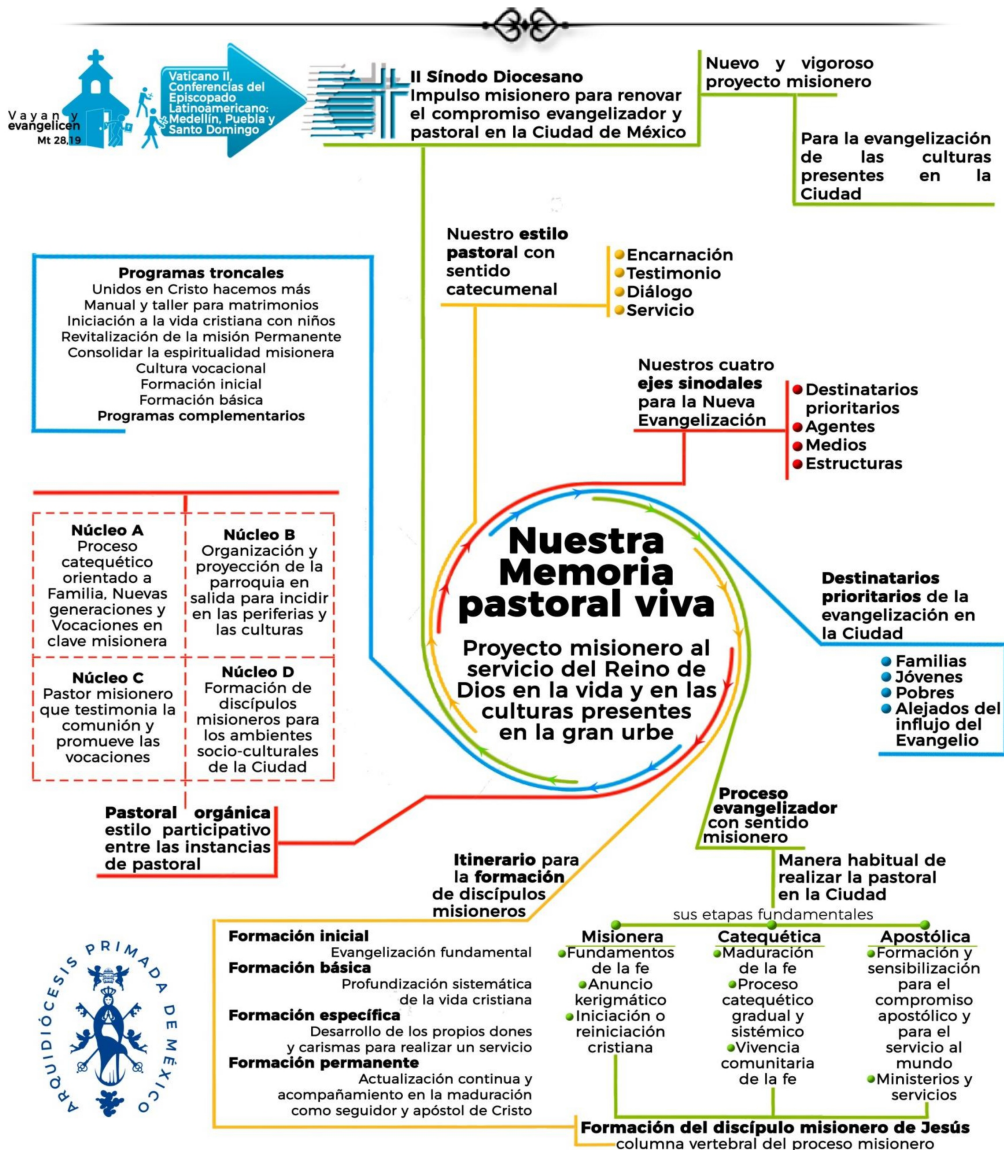 Vayan y
evangelicen
Mt 28,19
Vaticano II,
Conferencias del
Episcopado
Latinoamericano:
Medellín, Puebla y
Santo Domingo
II Sínodo Diocesano
Impulso misionero para renovar
el compromiso evangelizador y
pastoral en la Ciudad de México
Nuevo y vigoroso
proyecto misionero
Para la evangelización
de las culturas
presentes en la
Ciudad
Nuestro estilo
pastoral con
sentido
catecumenal
Encarnación
Testimonio
Diálogo
Servicio
Programas troncales
Unidos en Cristo hacemos más
Manual y taller para matrimonios
Iniciación a la vida cristiana con niños
Revitalización de la misión Permanente
Consolidar la espiritualidad misionera
Cultura vocacional
Formación inicial
Formación básica
Programas complementarios
Nuestros cuatro
ejes sinodales
para la Nueva
Evangelización
Destinatarios
prioritarios
Agentes
Medios
Estructuras
Núcleo A
Proceso
catequético
orientado a
Familia, Nuevas
generaciones y
Vocaciones en
clave misionera
Núcleo B
Organización y
proyección de la
parroquia en
salida para incidir
en las periferias y
las culturas
Núcleo C
Pastor misionero
que testimonia la
comunión y
promueve las
vocaciones
Núcleo D
Formación de
discípulos
misioneros para
los ambientes
socio-culturales
de la Ciudad
Pastoral orgánica
estilo participativo
entre las instancias
de pastoral
Nuestra
Memoria
pastoral viva
Proyecto misionero al
servicio del Reino de
Dios en la vida y en las
culturas presentes
en la gran urbe
Destinatarios
prioritarios de la
evangelización en
la Ciudad
Familias
Jóvenes
Pobres
Alejados del
influjo del
Evangelio
Proceso
evangelizador
con sentido
misionero
Manera habitual de
realizar la pastoral
en la Ciudad
sus etapas fundamentales
Misionera
Fundamentos
de la fe
Anuncio
kerigmático
Iniciación o
reiniciación
cristiana
Catequética
Maduración
de la fe
Proceso
catequético
gradual y
sistémico
Vivencia
comunitaria
de la fe
Apostólica
Formación y
sensibilización
para el
compromiso
apostólico y
para el
servicio al
mundo
Ministerios y
servicios
Itinerario para
la formación
de discípulos
misioneros
Formación inicial
Evangelización fundamental
Formación básica
Profundización sistemática
de la vida cristiana
Formación específica
Desarrollo de los propios dones
y carismas para realizar un servicio
Formación permanente
Actualización continua y
acompañamiento en la maduración
como seguidor y apóstol de Cristo
Formación del discípulo misionero de Jesús
columna vertebral del proceso misionero
ARQUIDIÓCESIS PRIMADA DE MÉXICO